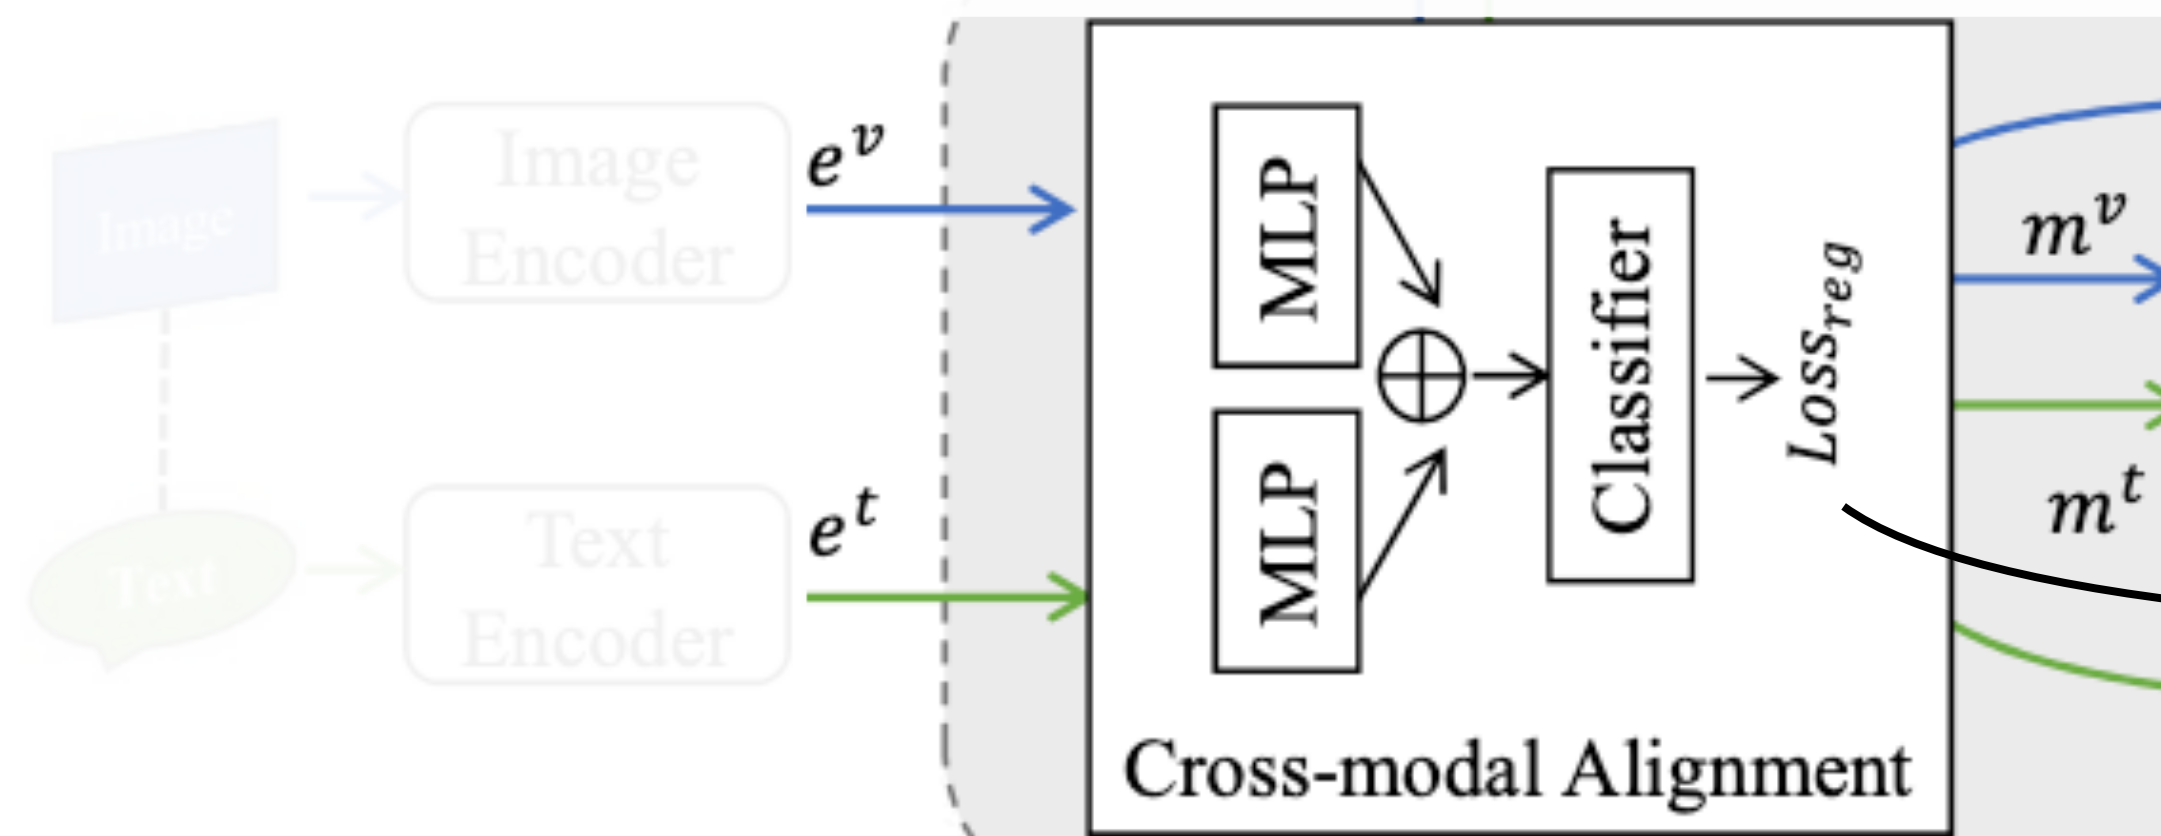 Image
Image
Encoder
e^v
Text
Text
Encoder
e^t
MLP
MLP
Classifier
Loss_reg
Cross-modal Alignment
m^v
m^t